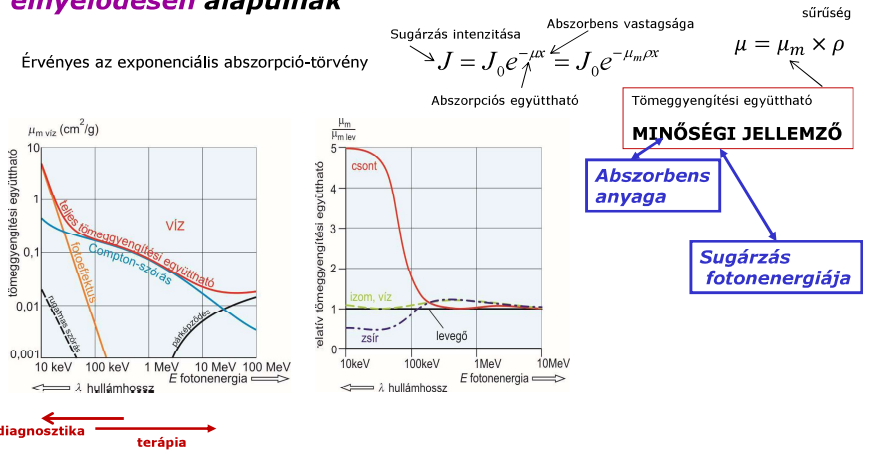 elnyelődésen alapulnak
sűrűség
Sugárzás intenzitása
Abszorbens vastagsága
Érvényes az exponenciális abszorpció-törvény
J = J₀e^{-μx} = J₀e^{-μ_mρx}
μ = μₘ × ρ
Abszorpciós együttható
Tömeggyengítési együttható
MINŐSÉGI JELLEMZŐ
Abszorbens
anyaga
Sugárzás
fotonenergiája
μₘ víz (cm²/g)
tömeggyengítési együttható
10
1
0,1
0,01
0,001
VÍZ
teljes tömeggyengítési együttható
Compton-szórás
fotoeffektus
rugalmas szórás
párképződés
10 keV 100 keV 1 MeV 10 MeV 100 MeV
E fotonenergia
λ hullámhossz
μₘ
μₘ lev
relatív tömeggyengítési együttható
5
4
3
2
1
0
csont
izom, víz
zsír
levegő
10keV 100keV 1MeV 10MeV
E fotonenergia
λ hullámhossz
diagnosztika
terápia